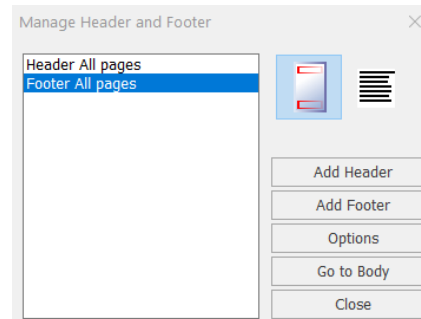 Manage Header and Footer
Header All pages
Footer All pages
Add Header
Add Footer
Options
Go to Body
Close